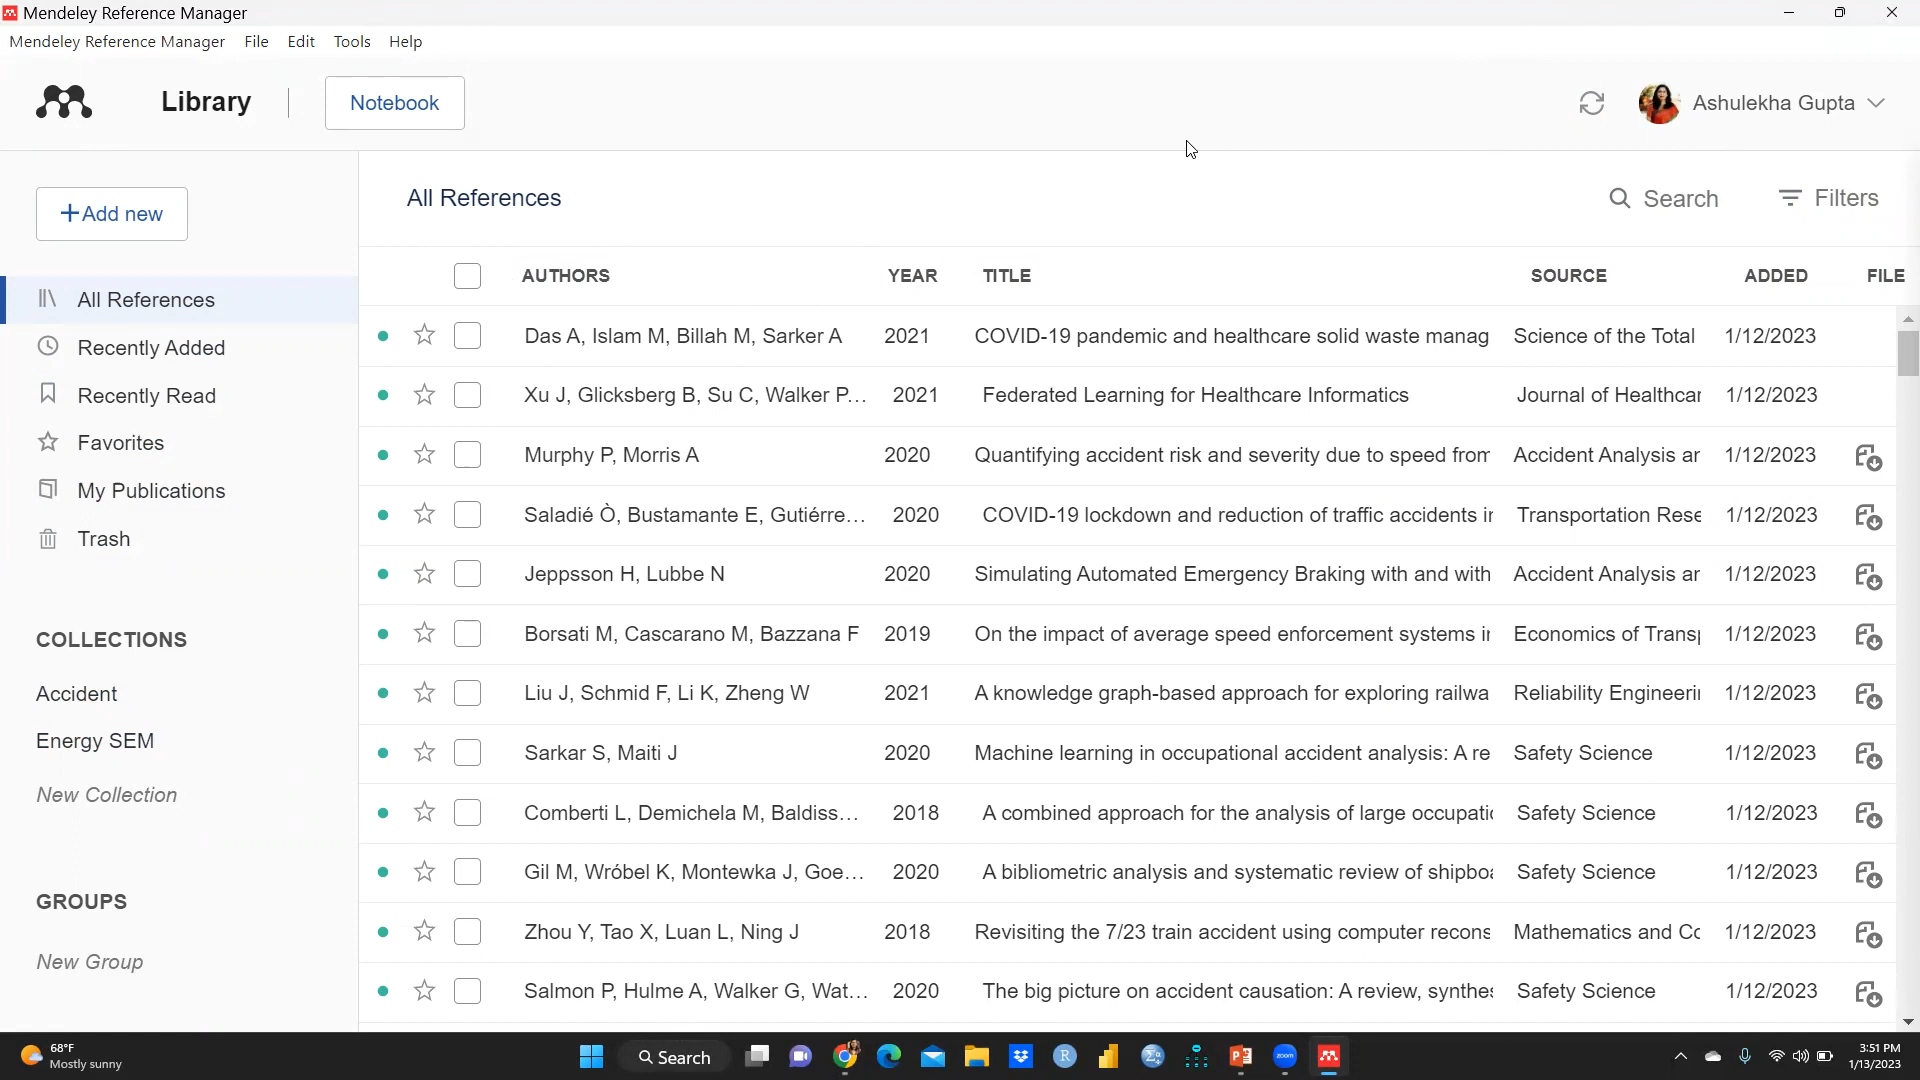 Mendeley Reference Manager
Mendeley Reference Manager File Edit Tools Help
Library Notebook Ashulekha Gupta
+Add new
All References
Recently Added
Recently Read
Favorites
My Publications
Trash
COLLECTIONS
Accident
Energy SEM
New Collection
GROUPS
New Group
All References Search Filters
AUTHORS YEAR TITLE SOURCE ADDED FILE
Das A, Islam M, Billah M, Sarker A 2021 COVID-19 pandemic and healthcare solid waste manag Science of the Total 1/12/2023
Xu J, Glicksberg B, Su C, Walker P... 2021 Federated Learning for Healthcare Informatics Journal of Healthcar 1/12/2023
Murphy P, Morris A 2020 Quantifying accident risk and severity due to speed from Accident Analysis ar 1/12/2023
Saladié Ò, Bustamante E, Gutiérre... 2020 COVID-19 lockdown and reduction of traffic accidents ir Transportation Rese 1/12/2023
Jeppsson H, Lubbe N 2020 Simulating Automated Emergency Braking with and with Accident Analysis ar 1/12/2023
Borsati M, Cascarano M, Bazzana F 2019 On the impact of average speed enforcement systems ir Economics of Transp 1/12/2023
Liu J, Schmid F, Li K, Zheng W 2021 A knowledge graph-based approach for exploring railwa Reliability Engineeri 1/12/2023
Sarkar S, Maiti J 2020 Machine learning in occupational accident analysis: A re Safety Science 1/12/2023
Comberti L, Demichela M, Baldiss... 2018 A combined approach for the analysis of large occupatic Safety Science 1/12/2023
Gil M, Wróbel K, Montewka J, Goe... 2020 A bibliometric analysis and systematic review of shipboa Safety Science 1/12/2023
Zhou Y, Tao X, Luan L, Ning J 2018 Revisiting the 7/23 train accident using computer recons Mathematics and Cc 1/12/2023
Salmon P, Hulme A, Walker G, Wat... 2020 The big picture on accident causation: A review, synthes Safety Science 1/12/2023
68°F
Mostly sunny
Search
zoom
3:51 PM
1/13/2023